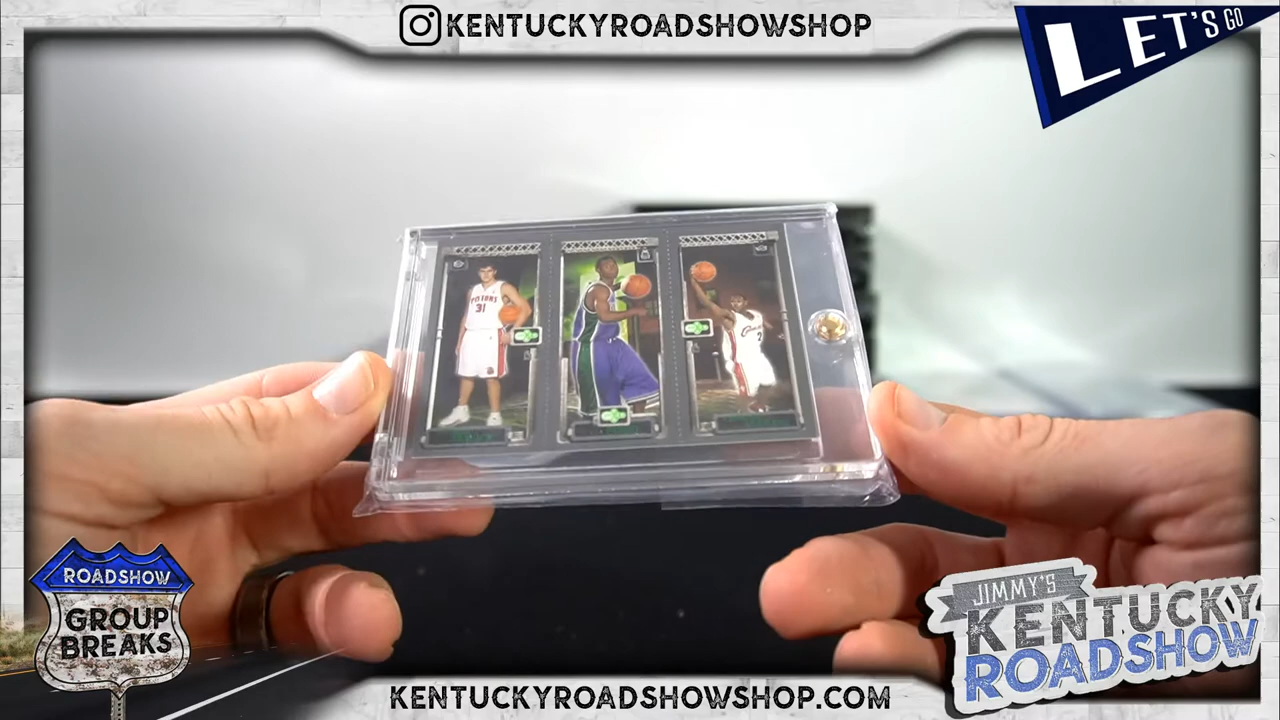 KENTUCKYROADSHOWSHOP
LET'S GO
PISTONS
31
ROADSHOW
GROUP
BREAKS
JIMMY'S
KENTUCKY
ROADSHOW
KENTUCKYROADSHOWSHOP.COM